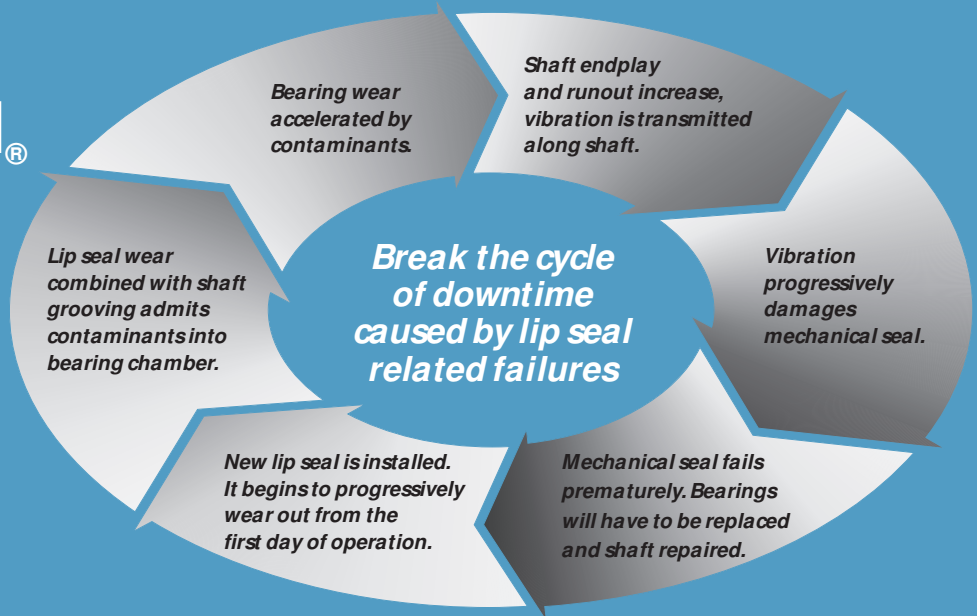 Bearing wear
accelerated by
contaminants.
Shaft endplay
and runout increase,
vibration is transmitted
along shaft.
®
Lip seal wear
combined with shaft
grooving admits
contaminants into
bearing chamber.
Break the cycle
of downtime
caused by lip seal
related failures
Vibration
progressively
damages
mechanical seal.
New lip seal is installed.
It begins to progressively
wear out from the
first day of operation.
Mechanical seal fails
prematurely. Bearings
will have to be replaced
and shaft repaired.